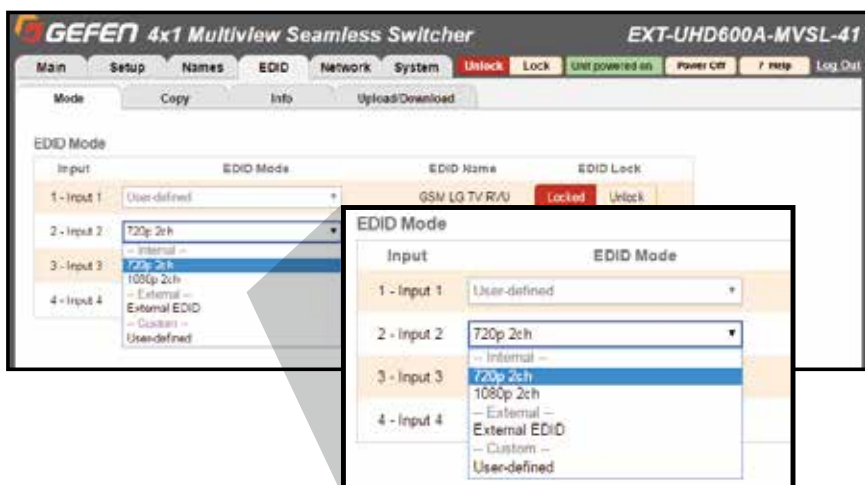 GEFEN 4x1 Multiview Seamless Switcher EXT-UHD600A-MVSL-41
Main Setup Names EDID Network System Unlock Lock Unit powered on Power Off ? Help Log Out
Mode Copy Info Upload/Download
EDID Mode
Input EDID Mode EDID Name EDID Lock
1 - Input 1 User-defined GSM LG TV RVU Locked Unlock
2 - Input 2 720p 2ch
-- Internal --
720p 2ch
3 - Input 3
1080p 2ch
-- External --
External EDID
4 - Input 4
-- Custom --
User-defined
EDID Mode
Input EDID Mode
1 - Input 1 User-defined
2 - Input 2 720p 2ch
-- Internal --
3 - Input 3 720p 2ch
1080p 2ch
-- External --
4 - Input 4 External EDID
-- Custom --
User-defined